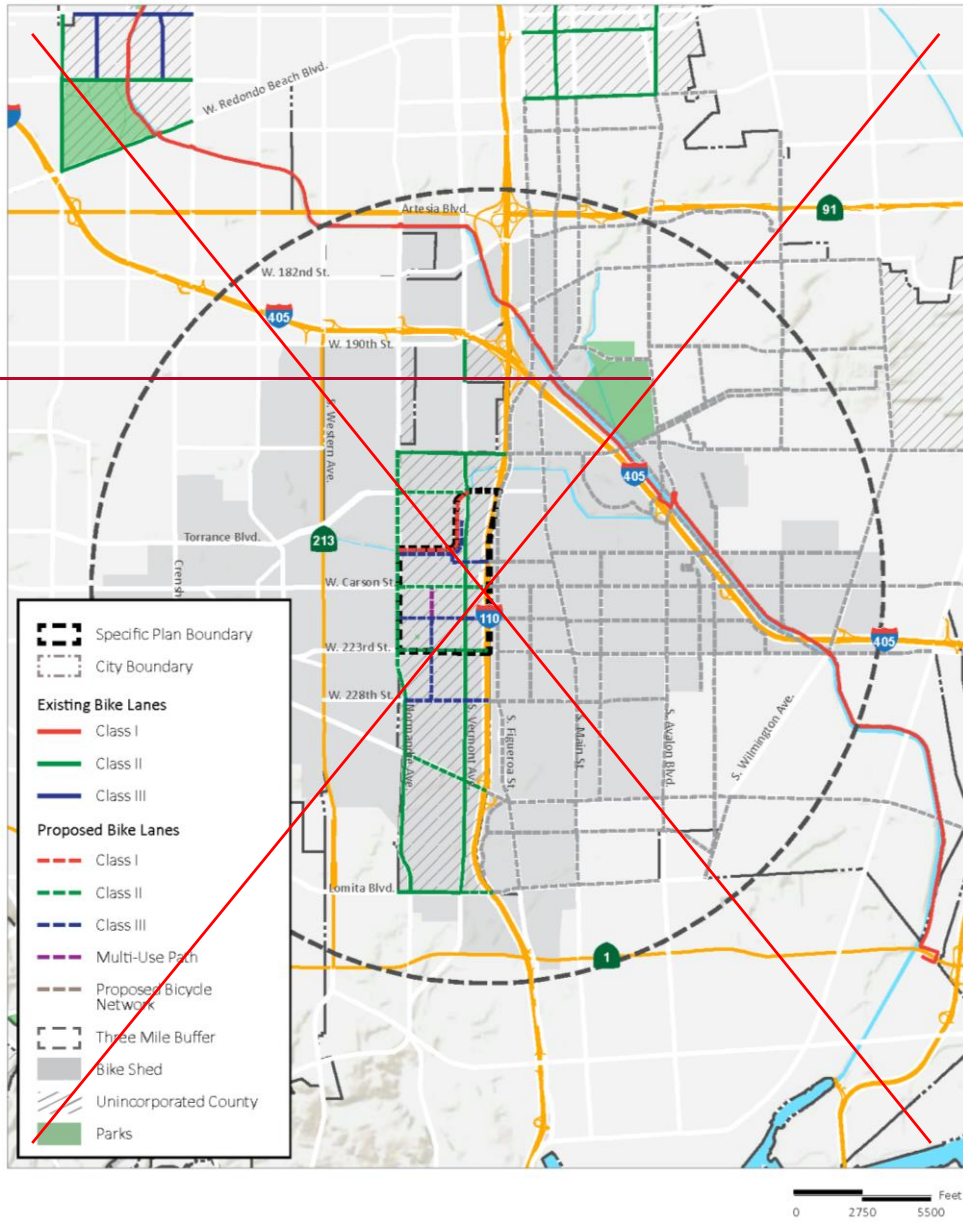 W. Redondo Beach Blvd.
Artesia Blvd.
91
W. 182nd St.
405
W. 190th St.
S. Western Ave.
405
Torrance Blvd.
213
Crensh
W. Carson St.
110
W. 223rd St.
405
W. 228th St.
Normandie Ave.
S. Vermont Ave.
S. Figueroa St.
S. Main St.
S. Avalon Blvd.
S. Wilmington Ave.
Lomita Blvd.
1
Specific Plan Boundary
City Boundary
Existing Bike Lanes
Class I
Class II
Class III
Proposed Bike Lanes
Class I
Class II
Class III
Multi-Use Path
Proposed Bicycle
Network
Three Mile Buffer
Bike Shed
Unincorporated County
Parks
Feet
0 2750 5500